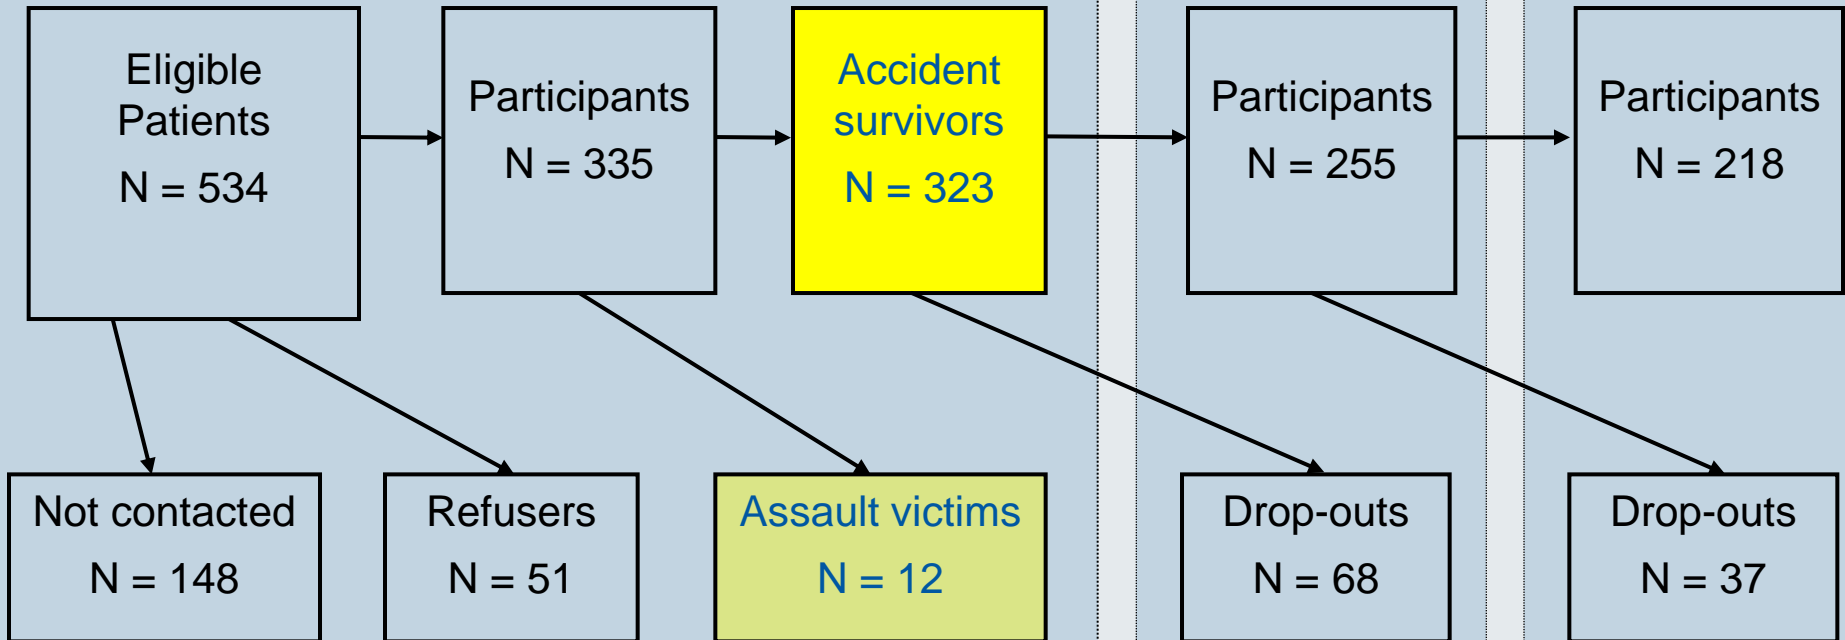 Eligible
Patients
N = 534
Participants
N = 335
Accident
survivors
N = 323
Participants
N = 255
Participants
N = 218
Not contacted
N = 148
Refusers
N = 51
Assault victims
N = 12
Drop-outs
N = 68
Drop-outs
N = 37